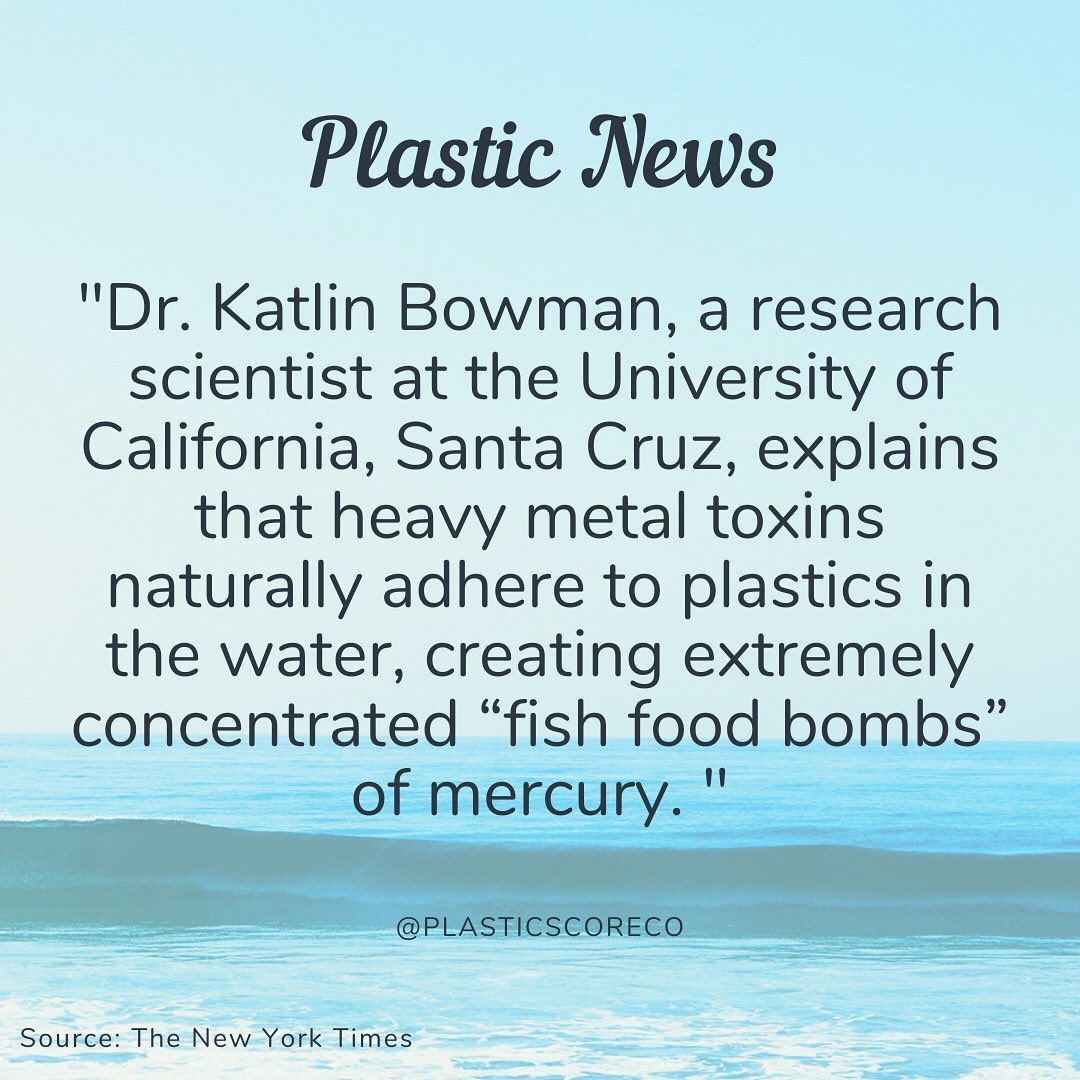 Plastic News
"Dr. Katlin Bowman, a research
scientist at the University of
California, Santa Cruz, explains
that heavy metal toxins
naturally adhere to plastics in
the water, creating extremely
concentrated “fish food bombs”
of mercury. "
@PLASTICSCORECO
Source: The New York Times